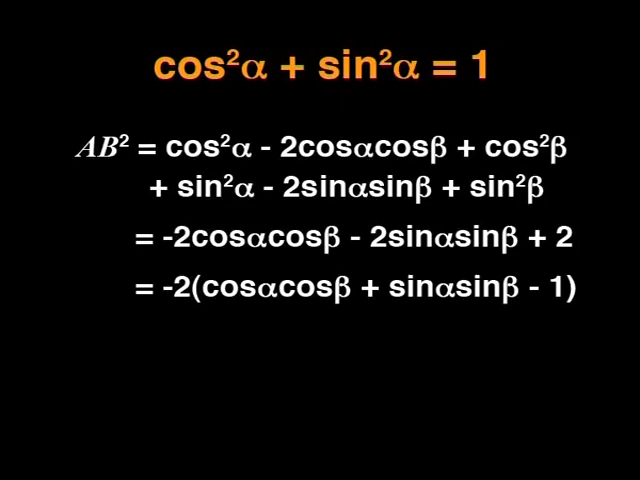 cos²α + sin²α = 1
AB² = cos²α - 2cosαcosβ + cos²β
+ sin²α - 2sinαsinβ + sin²β
= -2cosαcosβ - 2sinαsinβ + 2
= -2(cosαcosβ + sinαsinβ - 1)